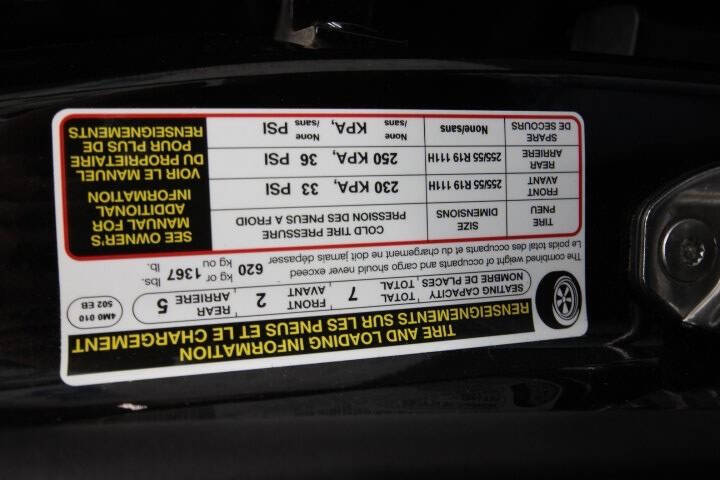 TIRE AND LOADING INFORMATION
RENSEIGNEMENTS SUR LES PNEUS ET LE CHARGEMENT
SEATING CAPACITY TOTAL 7 FRONT 2 REAR 5
NOMBRE DE PLACES TOTAL AVANT ARRIÈRE
4M0 010
502 EB
The combined weight of occupants and cargo should never exceed 620 kg or 1367 lbs.
Le poids total des occupants et du chargement ne doit jamais dépasser kg ou lb.
TIRE SIZE COLD TIRE PRESSURE
PNEU DIMENSIONS PRESSION DES PNEUS A FROID
FRONT
AVANT 255/55 R19 111H 230 KPA, 33 PSI
REAR
ARRIERE 255/55 R19 111H 250 KPA, 36 PSI
SPARE
DE SECOURS None/sans None/sans KPA, None/sans PSI
SEE OWNER'S
MANUAL FOR
ADDITIONAL
INFORMATION
VOIR LE MANUEL
DU PROPRIÉTAIRE
POUR PLUS DE
RENSEIGNEMENTS